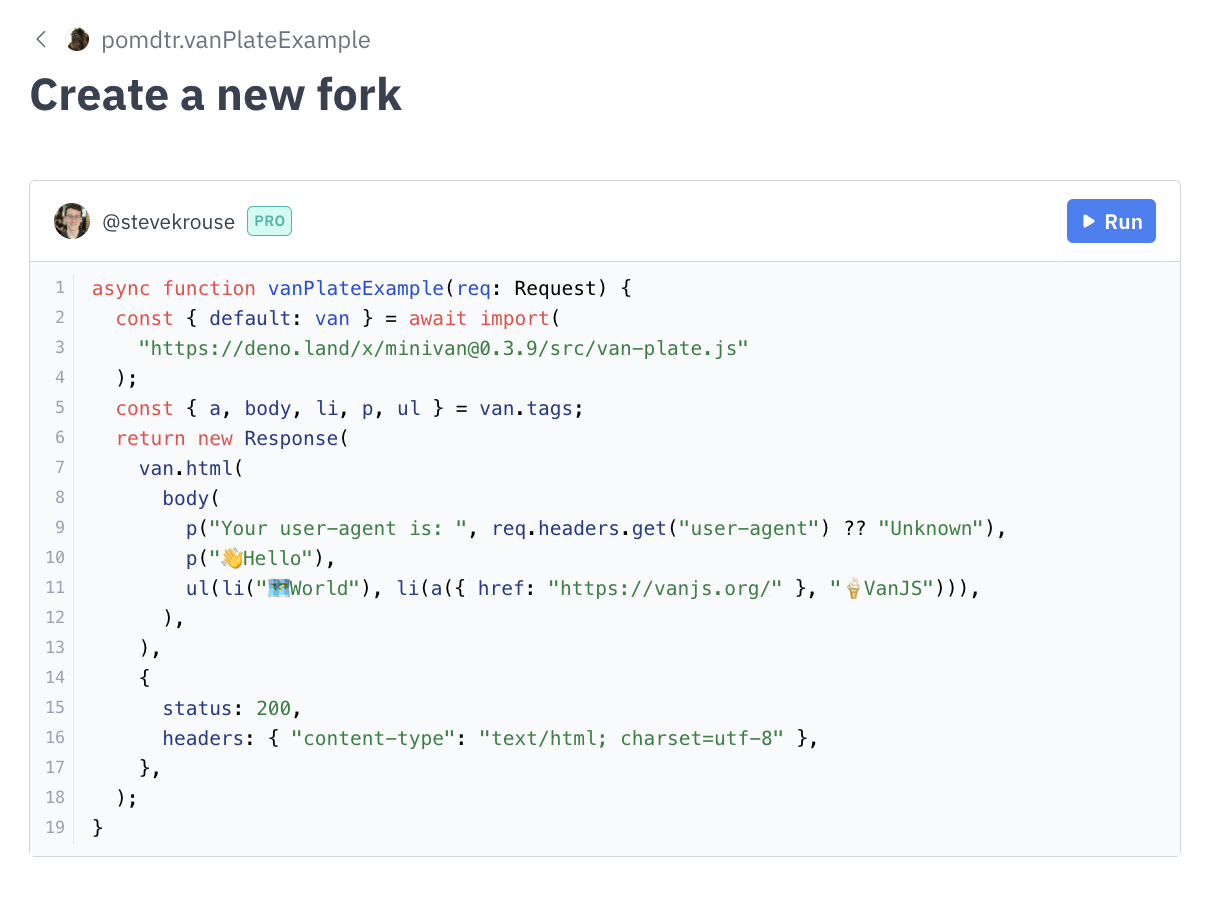 pomdtr.vanPlateExample
Create a new fork
@stevekrouse PRO
Run
1 async function vanPlateExample(req: Request) {
2   const { default: van } = await import(
3     "https://deno.land/x/minivan@0.3.9/src/van-plate.js"
4   );
5   const { a, body, li, p, ul } = van.tags;
6   return new Response(
7     van.html(
8       body(
9         p("Your user-agent is: ", req.headers.get("user-agent") ?? "Unknown"),
10         p("👋Hello"),
11         ul(li("🗺️World"), li(a({ href: "https://vanjs.org/" }, "🍦VanJS"))),
12       ),
13     ),
14     {
15       status: 200,
16       headers: { "content-type": "text/html; charset=utf-8" },
17     },
18   );
19 }